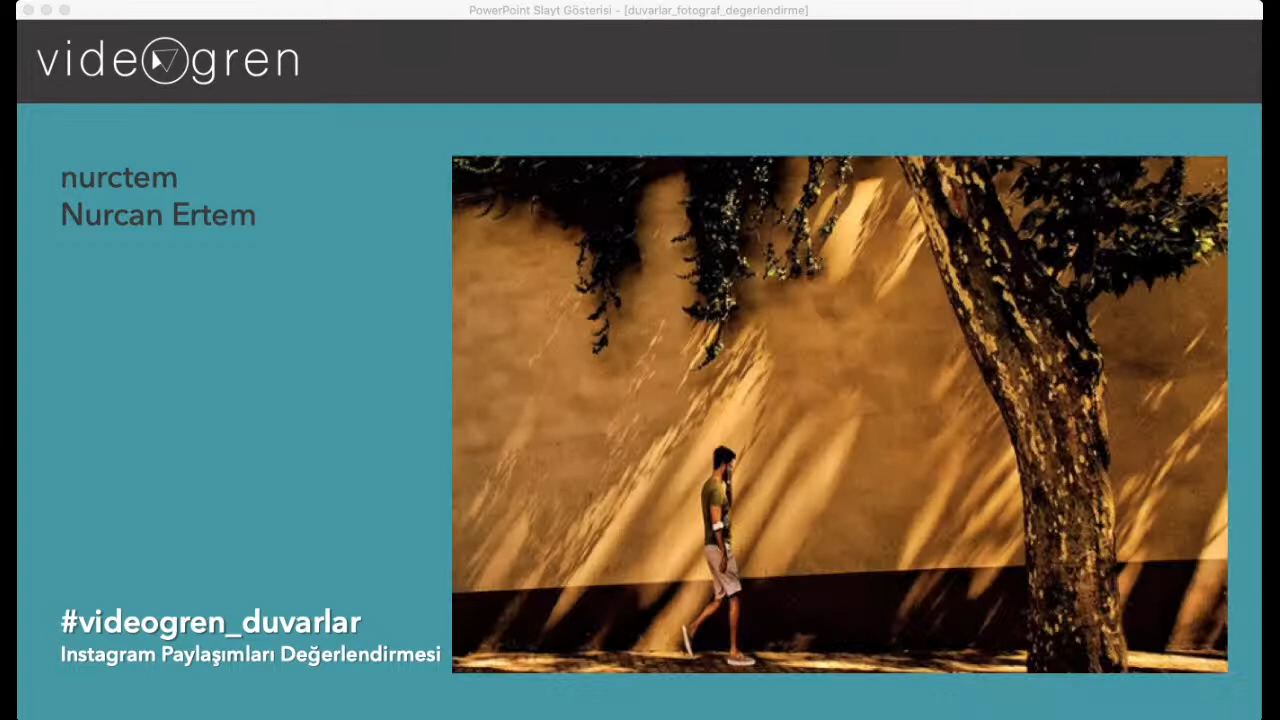 PowerPoint Slayt Gösterisi - [duvarlar_fotograf_degerlendirme]
videogren
nurctem
Nurcan Ertem
#videogren_duvarlar
Instagram Paylaşımları Değerlendirmesi